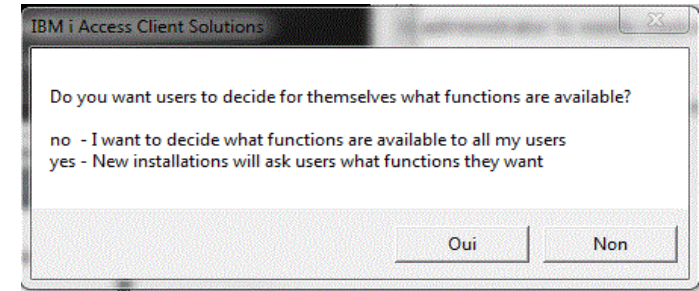 IBM i Access Client Solutions
Do you want users to decide for themselves what functions are available?
no - I want to decide what functions are available to all my users
yes - New installations will ask users what functions they want
Oui Non